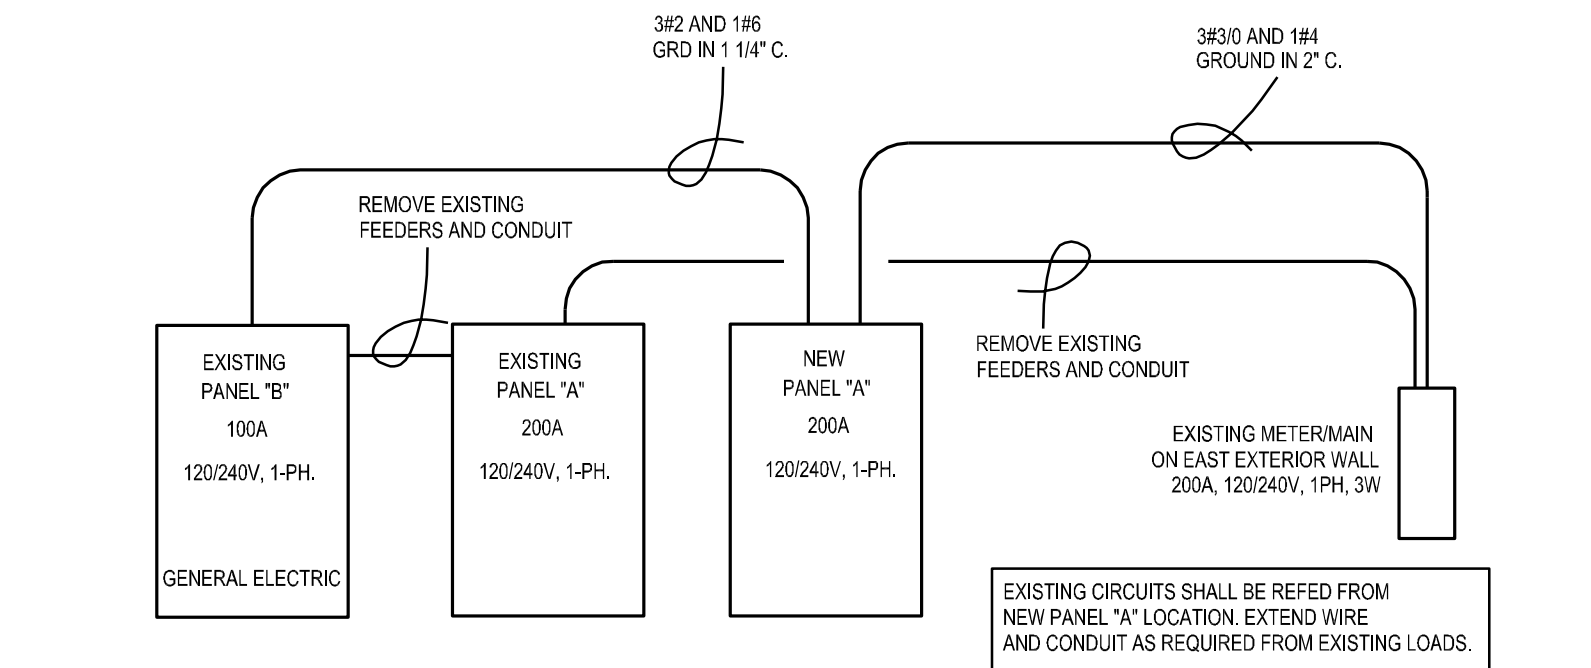 3#2 AND 1#6
GRD IN 1 1/4" C.
3#3/0 AND 1#4
GROUND IN 2" C.
REMOVE EXISTING
FEEDERS AND CONDUIT
REMOVE EXISTING
FEEDERS AND CONDUIT
EXISTING
PANEL "B"
100A
120/240V, 1-PH.
GENERAL ELECTRIC
EXISTING
PANEL "A"
200A
120/240V, 1-PH.
NEW
PANEL "A"
200A
120/240V, 1-PH.
EXISTING METER/MAIN
ON EAST EXTERIOR WALL
200A, 120/240V, 1PH, 3W
EXISTING CIRCUITS SHALL BE REFED FROM
NEW PANEL "A" LOCATION. EXTEND WIRE
AND CONDUIT AS REQUIRED FROM EXISTING LOADS.